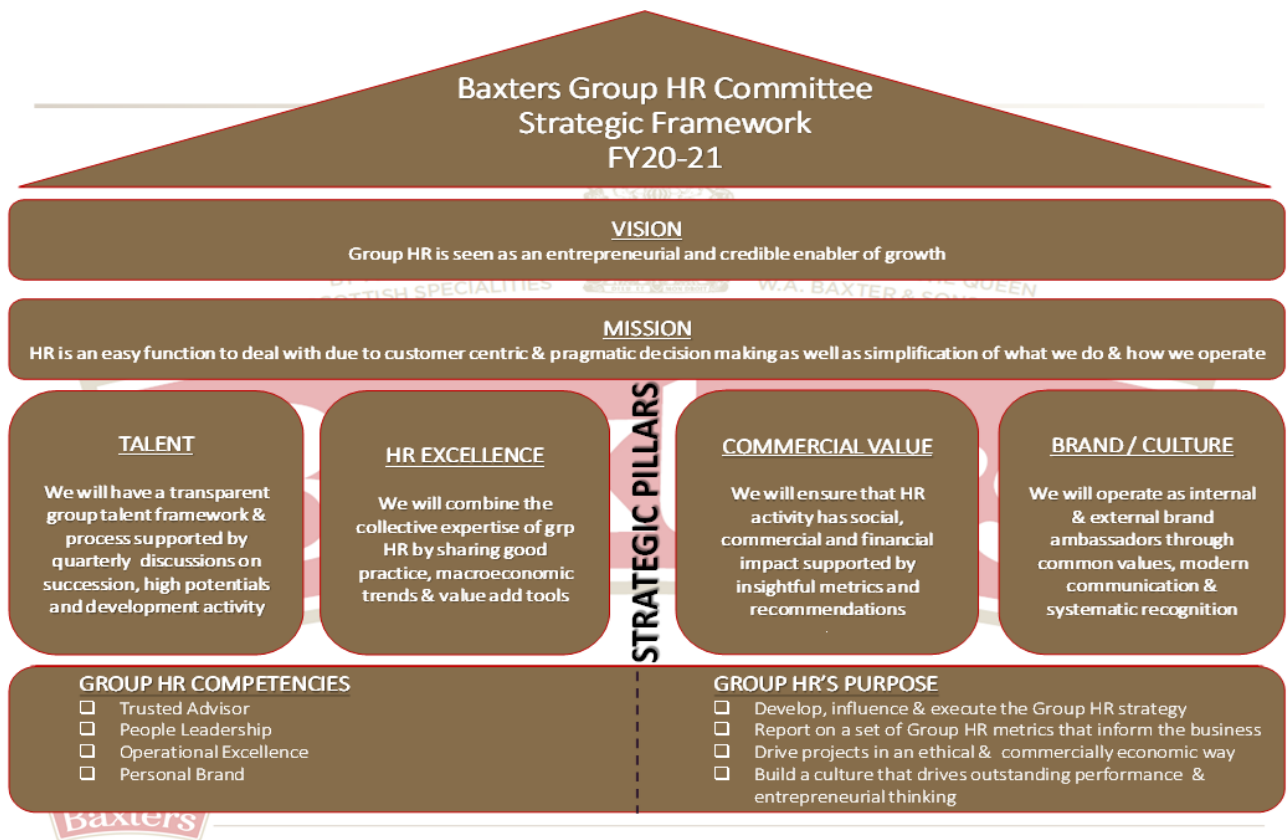 Baxters Group HR Committee
Strategic Framework
FY20-21
VISION
Group HR is seen as an entrepreneurial and credible enabler of growth
OTTISH SPECIALITIES
QUEEN
W.A. BAXTER & SON
MISSION
HR is an easy function to deal with due to customer centric & pragmatic decision making as well as simplification of what we do & how we operate
STRATEGIC PILLARS
TALENT
We will have a transparent
group talent framework &
process supported by
quarterly discussions on
succession, high potentials
and development activity
HR EXCELLENCE
We will combine the
collective expertise of grp
HR by sharing good
practice, macroeconomic
trends & value add tools
COMMERCIAL VALUE
We will ensure that HR
activity has social,
commercial and financial
impact supported by
insightful metrics and
recommendations
.
BRAND / CULTURE
We will operate as internal
& external brand
ambassadors through
common values, modern
communication &
systematic recognition
GROUP HR COMPETENCIES
❑ Trusted Advisor
❑ People Leadership
❑ Operational Excellence
❑ Personal Brand
GROUP HR'S PURPOSE
❑ Develop, influence & execute the Group HR strategy
❑ Report on a set of Group HR metrics that inform the business
❑ Drive projects in an ethical & commercially economic way
❑ Build a culture that drives outstanding performance &
entrepreneurial thinking
Baxters